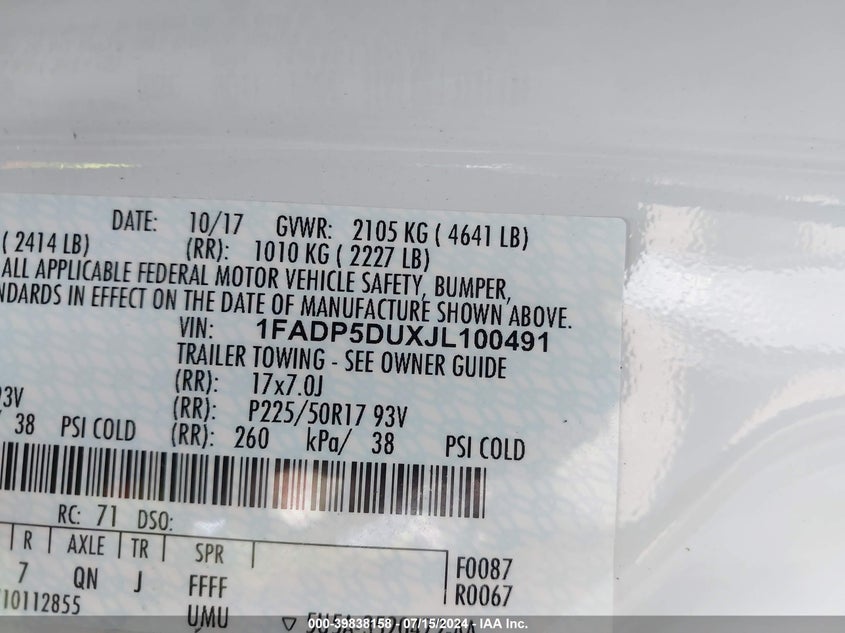 DATE: 10/17 GVWR: 2105 KG ( 4641 LB)
( 2414 LB) (RR): 1010 KG ( 2227 LB)
ALL APPLICABLE FEDERAL MOTOR VEHICLE SAFETY, BUMPER,
NDARDS IN EFFECT ON THE DATE OF MANUFACTURE SHOWN ABOVE.
VIN: 1FADP5DUXJL100491
TRAILER TOWING - SEE OWNER GUIDE
(RR): 17x7.0J
93V (RR): P225/50R17 93V
/ 38 PSI COLD (RR): 260 kPa/ 38 PSI COLD
RC: 71 DSO:
R AXLE TR SPR
7 QN J FFFF
F0087
R0067
10112855
UMU
000-39838158 - 07/15/2024 - IAA Inc.